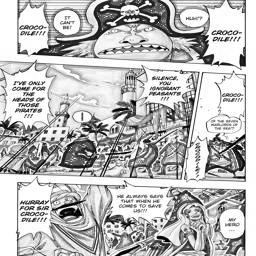 CROCO-
DILE!!!
HUH!?
IT CAN'T
BE!
CROCO-
DILE!!!
CROCO-
DILE!!!
OF THE SEVEN
WARLORDS OF
THE SEA!?
SILENCE,
YOU
IGNORANT
PEASANTS
!!!
I'VE ONLY
COME
FOR THE
HEADS OF
THOSE
PIRATES
!!!
MY
HERO
...
HE ALWAYS SAYS
THAT WHEN HE
COMES TO SAVE
US!!!
HURRAY
FOR SIR
CROCO-
DILE!!!